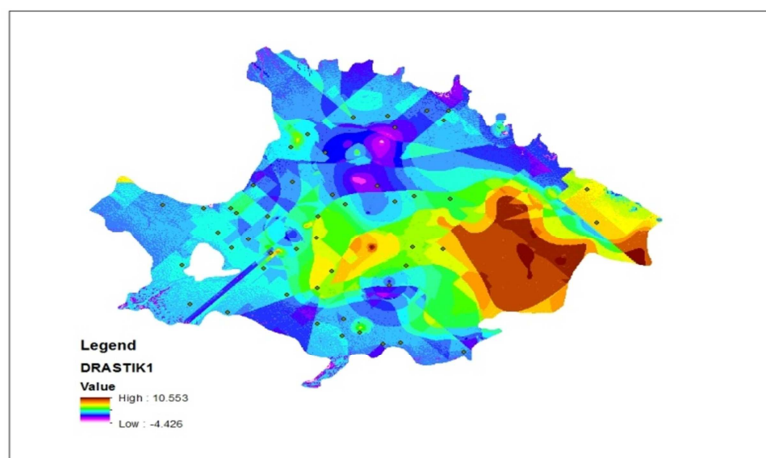 Legend
DRASTIK1
Value
High : 10.553
Low : -4.426